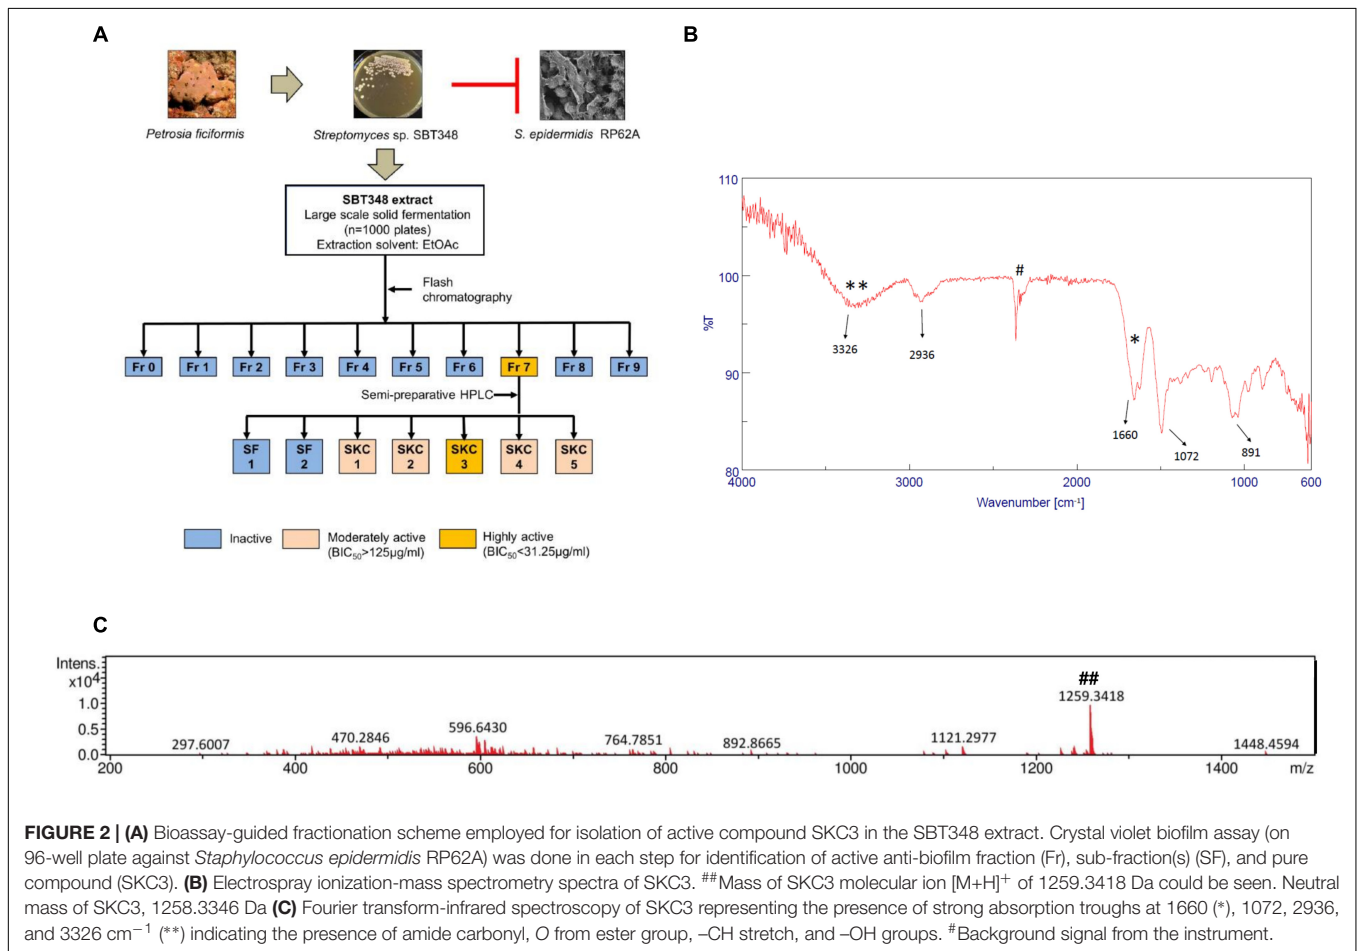 A
B
Petrosia ficiformis
Streptomyces sp. SBT348
S. epidermidis RP62A
SBT348 extract
Large scale solid fermentation
(n=1000 plates)
Extraction solvent: EtOAc
Flash
chromatography
Fr 0 Fr 1 Fr 2 Fr 3 Fr 4 Fr 5 Fr 6 Fr 7 Fr 8 Fr 9
Semi-preparative HPLC
SF SF SKC SKC SKC SKC SKC
1 2 1 2 3 4 5
Inactive
Moderately active
(BIC50>125µg/ml)
Highly active
(BIC50<31.25µg/ml)
110
100
90
80
%T
**
#
*
3326
2936
1660
1072
891
4000 3000 2000 1000 600
Wavenumber [cm-1]
C
Intens.
x10⁴
1.0
0.5
0.0
297.6007
470.2846
596.6430
764.7851
892.8665
1121.2977
##
1259.3418
1448.4594
200 400 600 800 1000 1200 1400 m/z
FIGURE 2 | (A) Bioassay-guided fractionation scheme employed for isolation of active compound SKC3 in the SBT348 extract. Crystal violet biofilm assay (on
96-well plate against Staphylococcus epidermidis RP62A) was done in each step for identification of active anti-biofilm fraction (Fr), sub-fraction(s) (SF), and pure
compound (SKC3). (B) Electrospray ionization-mass spectrometry spectra of SKC3. ##Mass of SKC3 molecular ion [M+H]+ of 1259.3418 Da could be seen. Neutral
mass of SKC3, 1258.3346 Da (C) Fourier transform-infrared spectroscopy of SKC3 representing the presence of strong absorption troughs at 1660 (*), 1072, 2936,
and 3326 cm−1 (**) indicating the presence of amide carbonyl, O from ester group, –CH stretch, and –OH groups. #Background signal from the instrument.